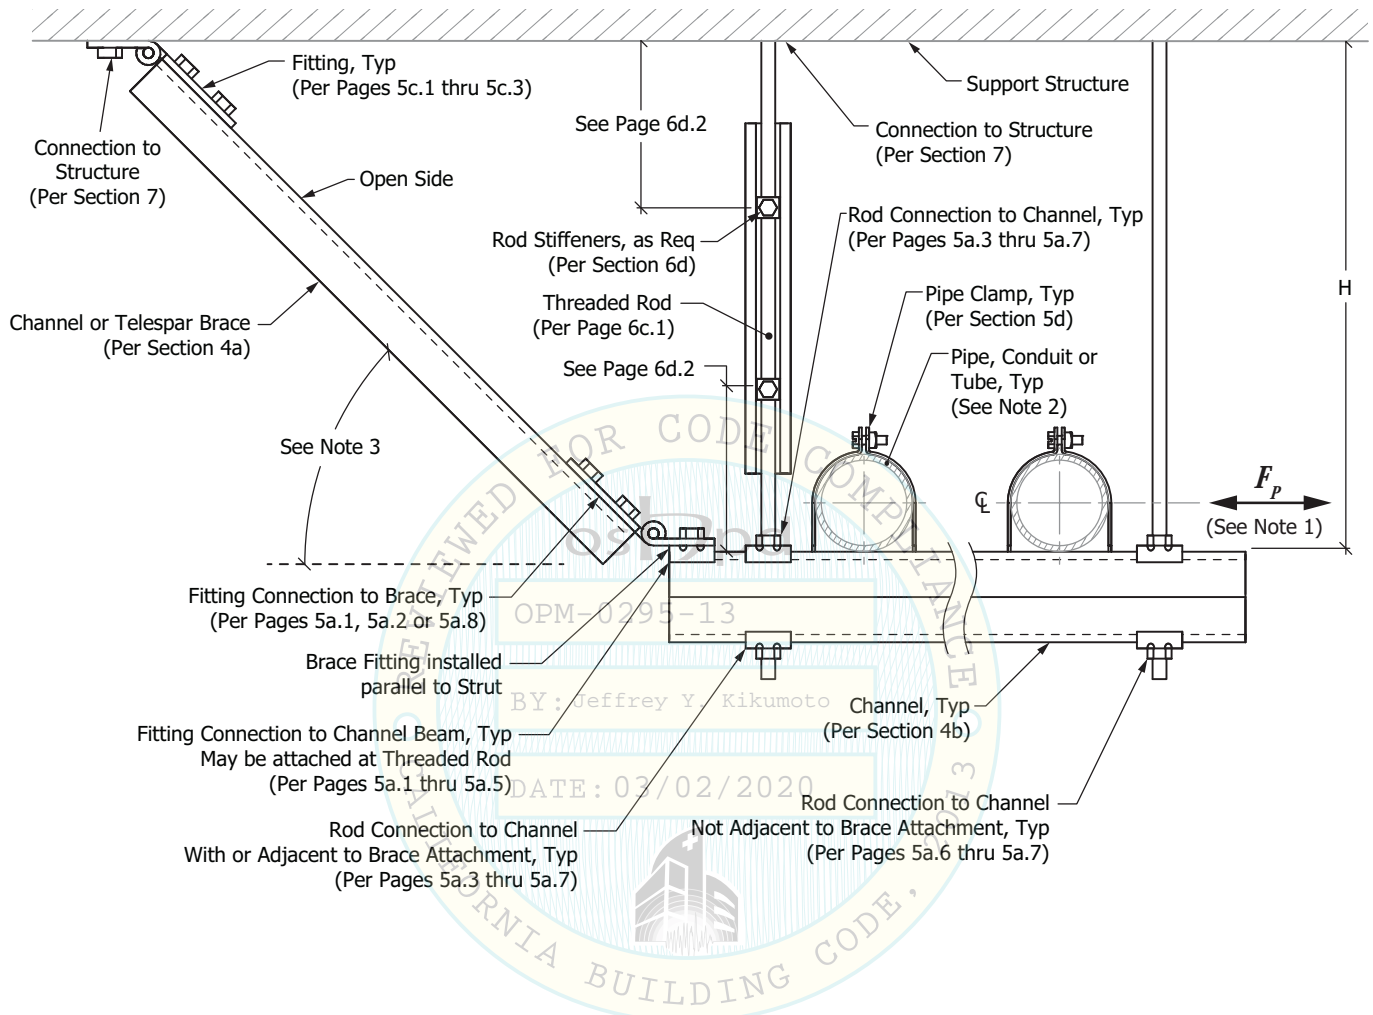 Fitting, Typ
(Per Pages 5c.1 thru 5c.3)
Support Structure
See Page 6d.2
Connection to Structure
(Per Section 7)
Connection to
Structure
(Per Section 7)
Open Side
Rod Connection to Channel, Typ
(Per Pages 5a.3 thru 5a.7)
Rod Stiffeners, as Req
(Per Section 6d)
H
Threaded Rod
(Per Page 6c.1)
Pipe Clamp, Typ
(Per Section 5d)
Channel or Telespar Brace
(Per Section 4a)
See Page 6d.2
Pipe, Conduit or
Tube, Typ
(See Note 2)
See Note 3
Fp
(See Note 1)
℄
Fitting Connection to Brace, Typ
(Per Pages 5a.1, 5a.2 or 5a.8)
Brace Fitting installed
parallel to Strut
Fitting Connection to Channel Beam, Typ
May be attached at Threaded Rod
(Per Pages 5a.1 thru 5a.5)
Channel, Typ
(Per Section 4b)
Rod Connection to Channel
With or Adjacent to Brace Attachment, Typ
(Per Pages 5a.3 thru 5a.7)
Rod Connection to Channel
Not Adjacent to Brace Attachment, Typ
(Per Pages 5a.6 thru 5a.7)
REVIEWED FOR CODE COMPLIANCE
oshpd
OPM-0295-13
BY: Jeffrey Y. Kikumoto
DATE: 03/02/2020
CALIFORNIA BUILDING CODE, 2013